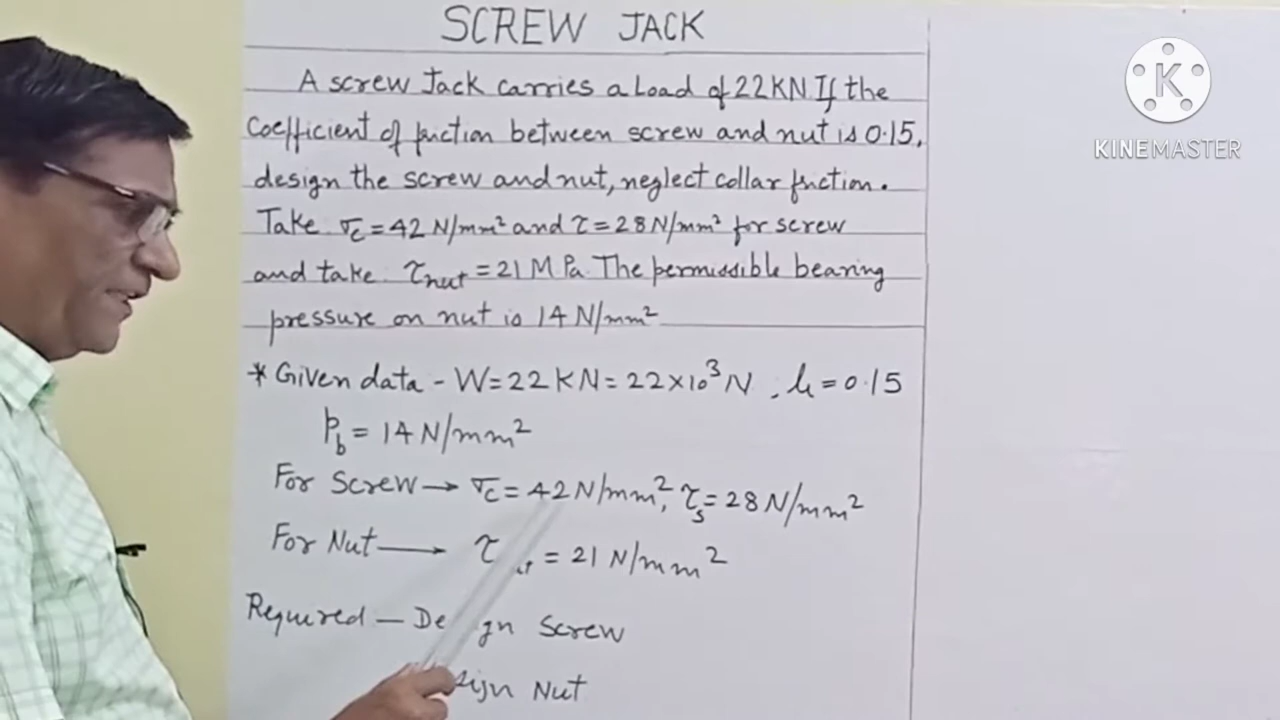 SCREW JACK
A screw Jack carries a Load of 22KN If the
coefficient of friction between screw and nut is 0.15,
design the screw and nut, neglect collar friction.
Take σc = 42 N/mm² and τ = 28 N/mm² for screw
and take τnut = 21 MPa. The permissible bearing
pressure on nut is 14 N/mm²
* Given data - W = 22 KN = 22×10³ N, μ = 0.15
Pb = 14 N/mm²
For Screw → σc = 42 N/mm², τs = 28 N/mm²
For Nut → τ = 21 N/mm²
Required — Screw
Nut
K
KINEMASTER